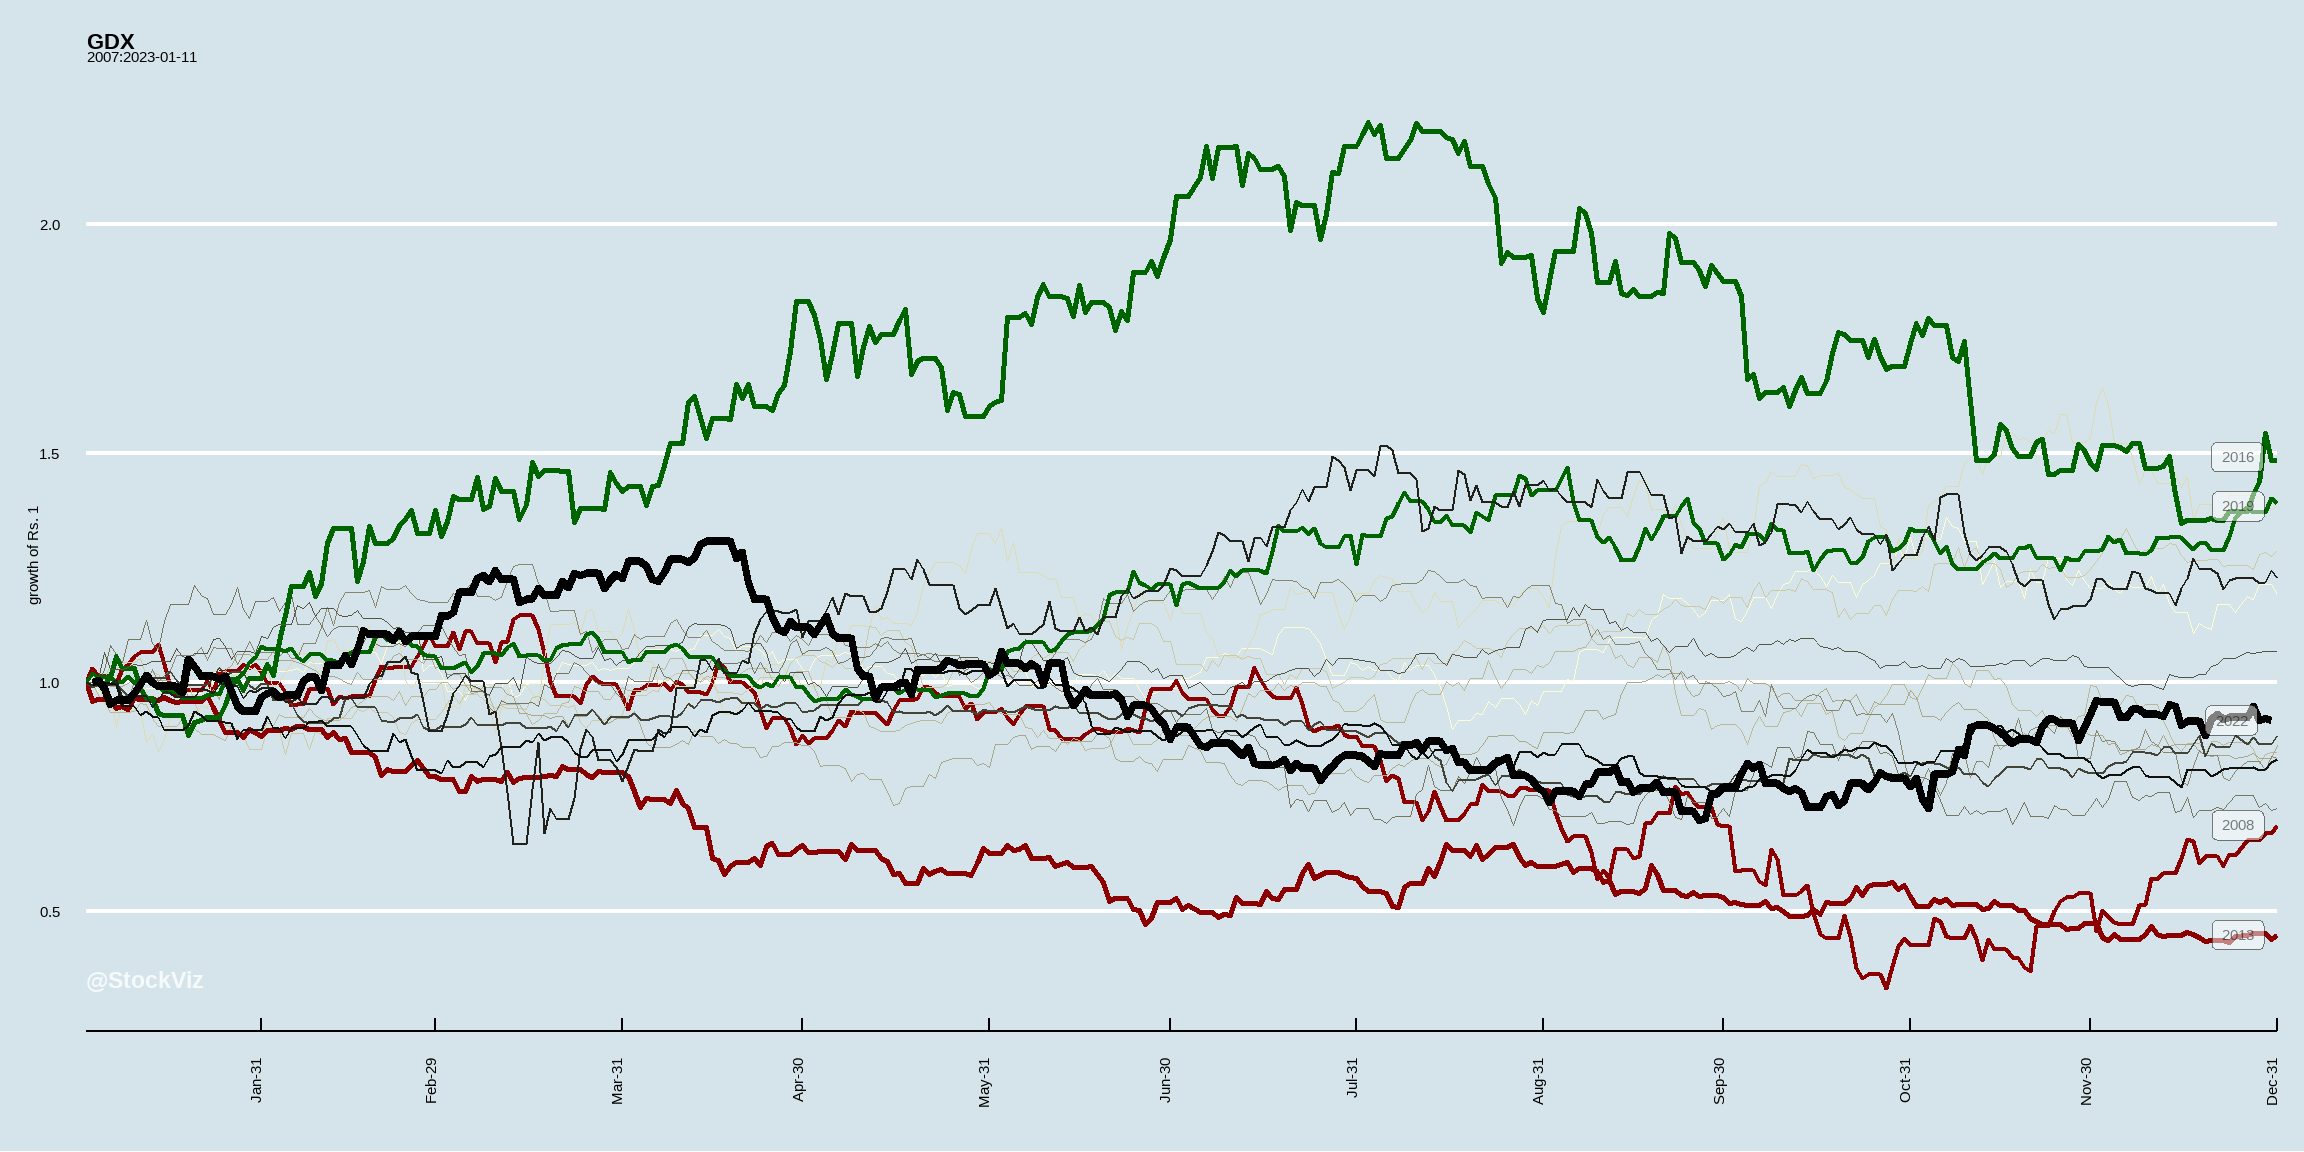 GDX
2007:2023-01-11
2.0
1.5
1.0
0.5
growth of Rs. 1
2016
2019
2022
2008
2013
@StockViz
Jan-31
Feb-29
Mar-31
Apr-30
May-31
Jun-30
Jul-31
Aug-31
Sep-30
Oct-31
Nov-30
Dec-31